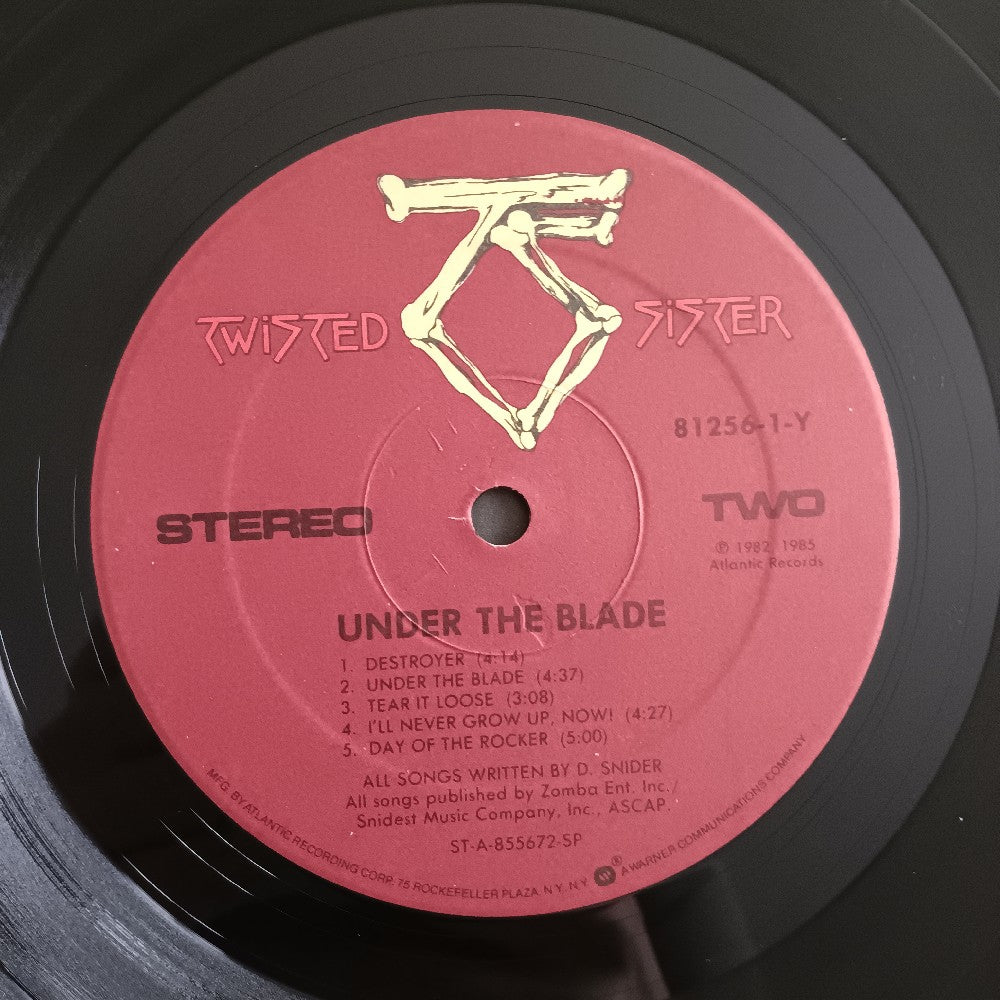 TWISTED SISTER
81256-1-Y
STEREO
TWO
© 1982, 1985
Atlantic Records
UNDER THE BLADE
1. DESTROYER (4:14)
2. UNDER THE BLADE (4:37)
3. TEAR IT LOOSE (3:08)
4. I'LL NEVER GROW UP, NOW! (4:27)
5. DAY OF THE ROCKER (5:00)
ALL SONGS WRITTEN BY D. SNIDER
All songs published by Zomba Ent. Inc./
Snidest Music Company, Inc., ASCAP.
ST-A-855672-SP
MFG. BY ATLANTIC RECORDING CORP. 75 ROCKEFELLER PLAZA, N.Y. N.Y. ® A WARNER COMMUNICATIONS COMPANY